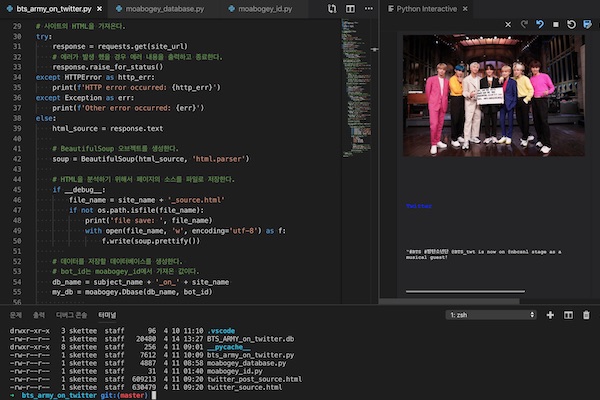 bts_army_on_twitter.py
moabogey_database.py
moabogey_id.py
Python Interactive
29 # 사이트의 HTML을 가져온다.
30 try:
31 response = requests.get(site_url)
32 # 에러가 발생 했을 경우 에러 내용을 출력하고 종료한다.
33 response.raise_for_status()
34 except HTTPError as http_err:
35 print(f'HTTP error occurred: {http_err}')
36 except Exception as err:
37 print(f'Other error occurred: {err}')
38 else:
39 html_source = response.text
40
41 # BeautifulSoup 오브젝트를 생성한다.
42 soup = BeautifulSoup(html_source, 'html.parser')
43
44 # HTML을 분석하기 위해서 페이지의 소스를 파일로 저장한다.
45 if __debug__:
46 file_name = site_name + '_source.html'
47 if not os.path.isfile(file_name):
48 print('file save: ', file_name)
49 with open(file_name, 'w', encoding='utf-8') as f:
50 f.write(soup.prettify())
51
52 # 데이터를 저장할 데이터베이스를 생성한다.
53 # bot_id는 moabogey_id에서 가져온 값이다.
54 db_name = subject_name + '_on_' + site_name
55 my_db = moabogey.Dbase(db_name, bot_id)
"#BTS #방탄소년단 @BTS_twt is now on #nbcsnl stage as a
musical guest!
문제 출력 디버그 콘솔 터미널
1: zsh
drwxr-xr-x 3 skettee staff 96 4 10 11:10 .vscode
-rw-r--r-- 1 skettee staff 20480 4 14 13:27 BTS_ARMY_on_twitter.db
drwxr-xr-x 8 skettee staff 256 4 11 09:01 __pycache__
-rw-r--r-- 1 skettee staff 7612 4 11 10:09 bts_army_on_twitter.py
-rw-r--r-- 1 skettee staff 4887 4 11 08:58 moabogey_database.py
-rw-r--r-- 1 skettee staff 31 4 11 01:40 moabogey_id.py
-rw-r--r-- 1 skettee staff 609213 4 11 09:20 twitter_post_source.html
-rw-r--r-- 1 skettee staff 630479 4 11 09:20 twitter_source.html
➜ bts_army_on_twitter git:(master)